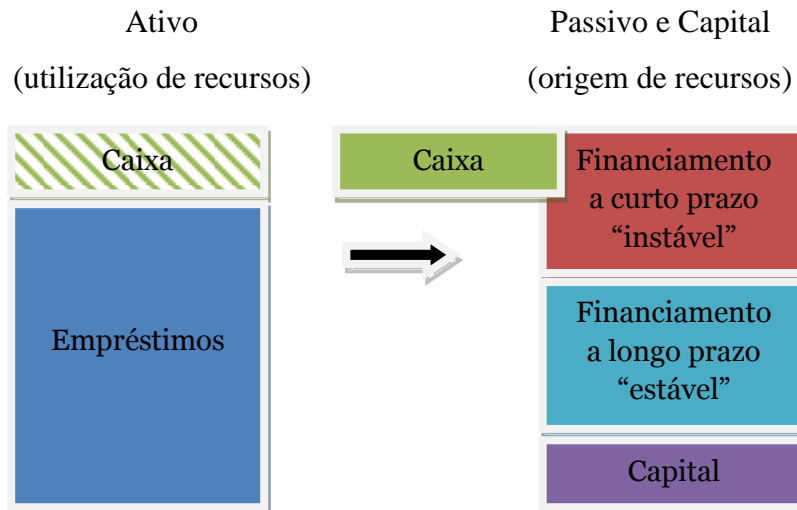 Ativo
(utilização de recursos)
Passivo e Capital
(origem de recursos)
Caixa
Empréstimos
Caixa
Financiamento
a curto prazo
“instável”
Financiamento
a longo prazo
“estável”
Capital